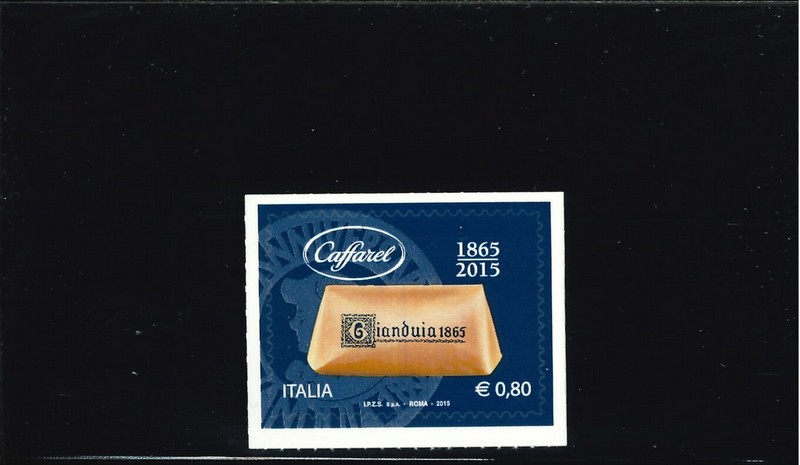 Caffarel
1865
2015
Gianduia 1865
ITALIA
€ 0,80
I.P.Z.S. S.p.A. - ROMA - 2015